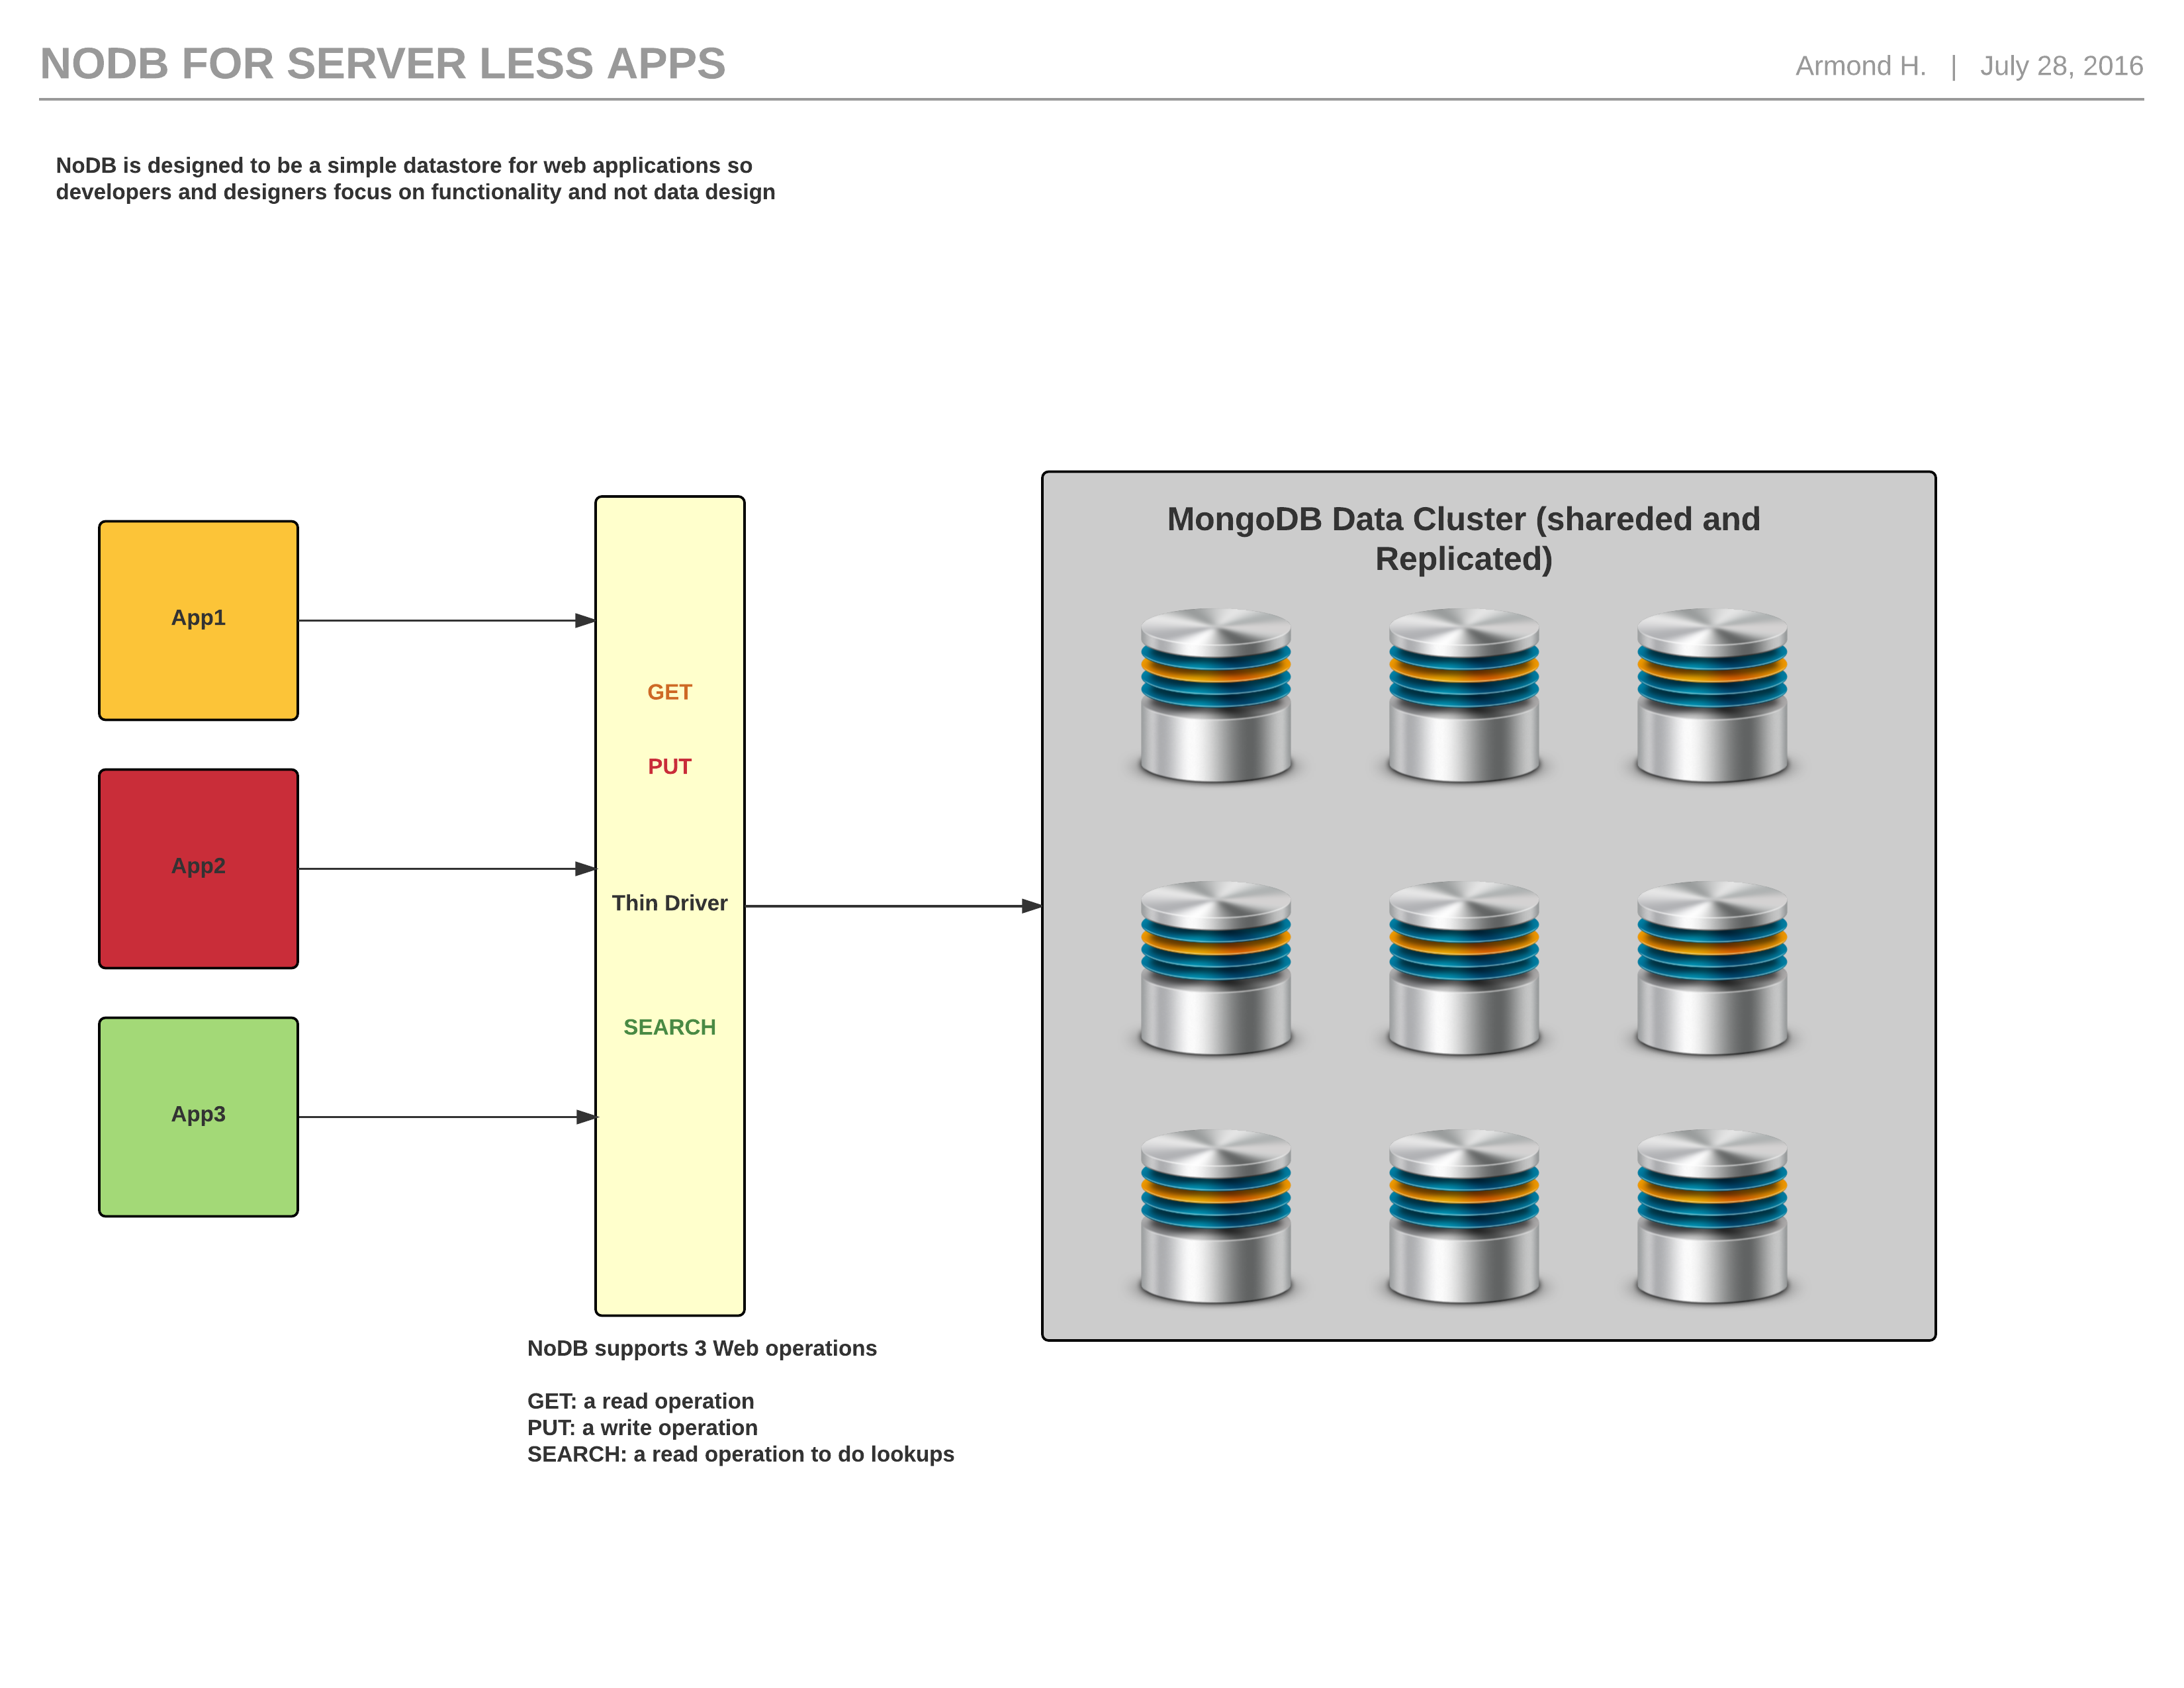 NODB FOR SERVER LESS APPS
Armond H. | July 28, 2016
NoDB is designed to be a simple datastore for web applications so
developers and designers focus on functionality and not data design
App1
App2
App3
GET
PUT
Thin Driver
SEARCH
MongoDB Data Cluster (shareded and
Replicated)
NoDB supports 3 Web operations
GET: a read operation
PUT: a write operation
SEARCH: a read operation to do lookups